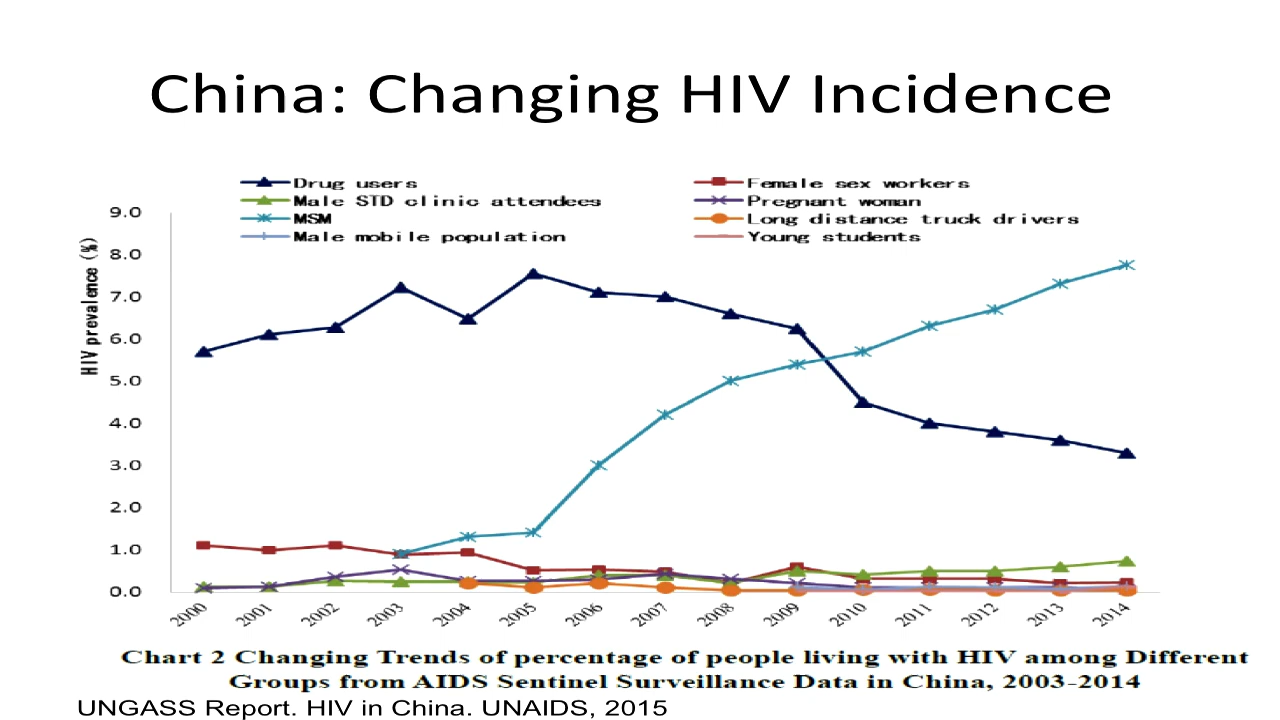 China: Changing HIV Incidence
Drug users
Female sex workers
Male STD clinic attendees
Pregnant woman
MSM
Long distance truck drivers
Male mobile population
Young students
HIV prevalence (%)
9.0
8.0
7.0
6.0
5.0
4.0
3.0
2.0
1.0
0.0
2000 2001 2002 2003 2004 2005 2006 2007 2008 2009 2010 2011 2012 2013 2014
Chart 2 Changing Trends of percentage of people living with HIV among Different
Groups from AIDS Sentinel Surveillance Data in China, 2003-2014
UNGASS Report. HIV in China. UNAIDS, 2015